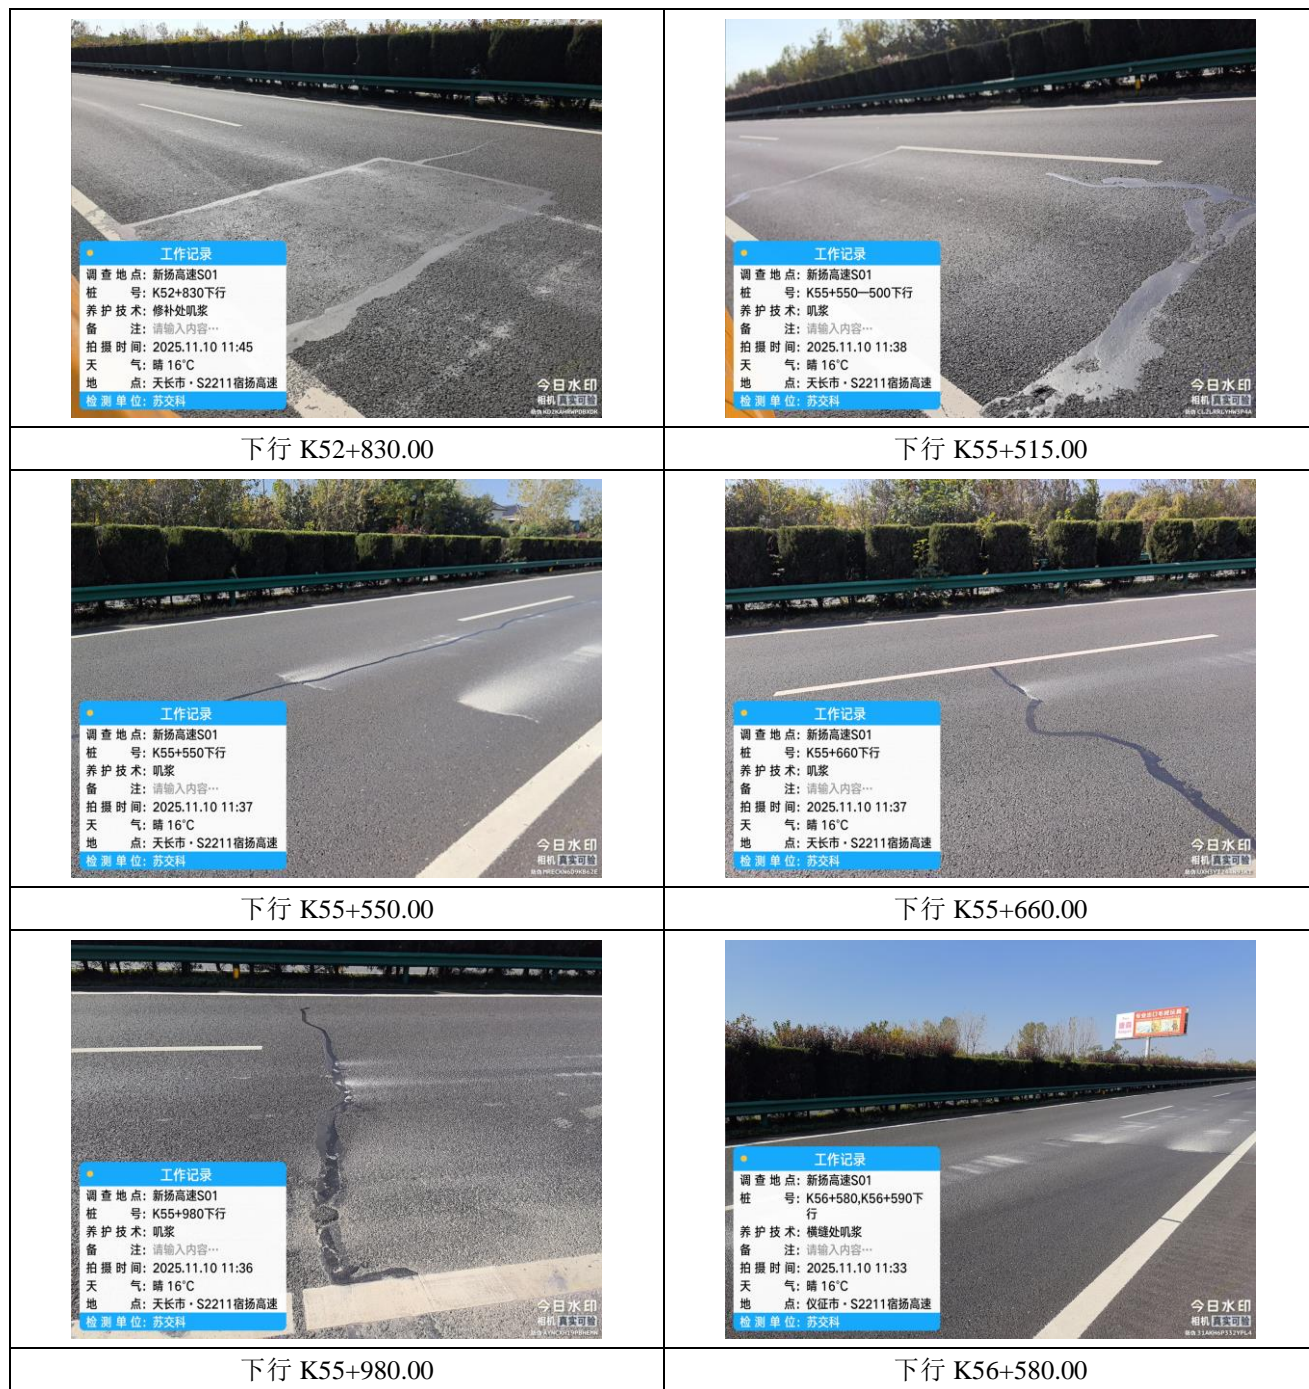 工作记录
调查地点：新扬高速S01
桩号：K52+830下行
养护技术：修补处叽浆
备注：请输入内容···
拍摄时间：2025.11.10 11:45
天气：晴 16°C
地点：天长市·S2211宿扬高速
检测单位：苏交科
今日水印
相机 真实可验
下行 K52+830.00
工作记录
调查地点：新扬高速S01
桩号：K55+550—500下行
养护技术：叽浆
备注：请输入内容···
拍摄时间：2025.11.10 11:38
天气：晴 16°C
地点：天长市·S2211宿扬高速
检测单位：苏交科
今日水印
相机 真实可验
下行 K55+515.00
工作记录
调查地点：新扬高速S01
桩号：K55+550下行
养护技术：叽浆
备注：请输入内容···
拍摄时间：2025.11.10 11:37
天气：晴 16°C
地点：天长市·S2211宿扬高速
检测单位：苏交科
今日水印
相机 真实可验
下行 K55+550.00
工作记录
调查地点：新扬高速S01
桩号：K55+660下行
养护技术：叽浆
备注：请输入内容···
拍摄时间：2025.11.10 11:37
天气：晴 16°C
地点：天长市·S2211宿扬高速
检测单位：苏交科
今日水印
相机 真实可验
下行 K55+660.00
工作记录
调查地点：新扬高速S01
桩号：K55+980下行
养护技术：叽浆
备注：请输入内容···
拍摄时间：2025.11.10 11:36
天气：晴 16°C
地点：天长市·S2211宿扬高速
检测单位：苏交科
今日水印
相机 真实可验
下行 K55+980.00
工作记录
调查地点：新扬高速S01
桩号：K56+580,K56+590下
行
养护技术：横缝处叽浆
备注：请输入内容···
拍摄时间：2025.11.10 11:33
天气：晴 16°C
地点：仪征市·S2211宿扬高速
检测单位：苏交科
今日水印
相机 真实可验
下行 K56+580.00